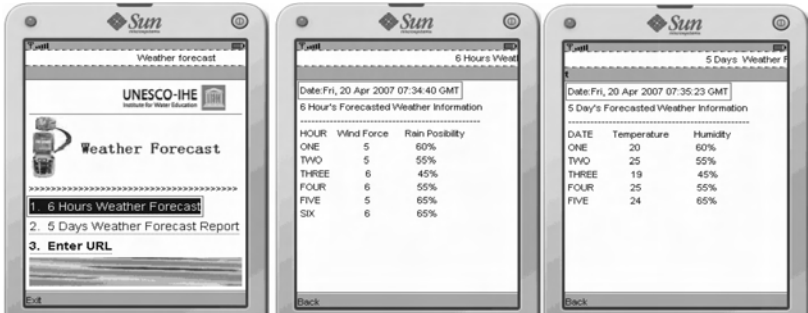 Sun
microsystems
Weather forecast
UNESCO-IHE
Institute for Water Education
Weather Forecast
>>>>>>>>>>>>>>>>>>>>>>>>>>>>>>>>>>>>
1. 6 Hours Weather Forecast
2. 5 Days Weather Forecast Report
3. Enter URL
Exit
Sun
microsystems
6 Hours Weat
Date:Fri, 20 Apr 2007 07:34:40 GMT
6 Hour's Forecasted Weather Information
------------------------------------------------
HOUR Wind Force Rain Posibility
ONE 5 60%
TWO 5 55%
THREE 6 45%
FOUR 6 55%
FIVE 5 65%
SIX 6 65%
Back
Sun
microsystems
5 Days Weather F
t
Date:Fri, 20 Apr 2007 07:35:23 GMT
5 Day's Forecasted Weather Information
------------------------------------------------
DATE Temperature Humidity
ONE 20 60%
TWO 25 55%
THREE 19 45%
FOUR 25 55%
FIVE 24 65%
Back